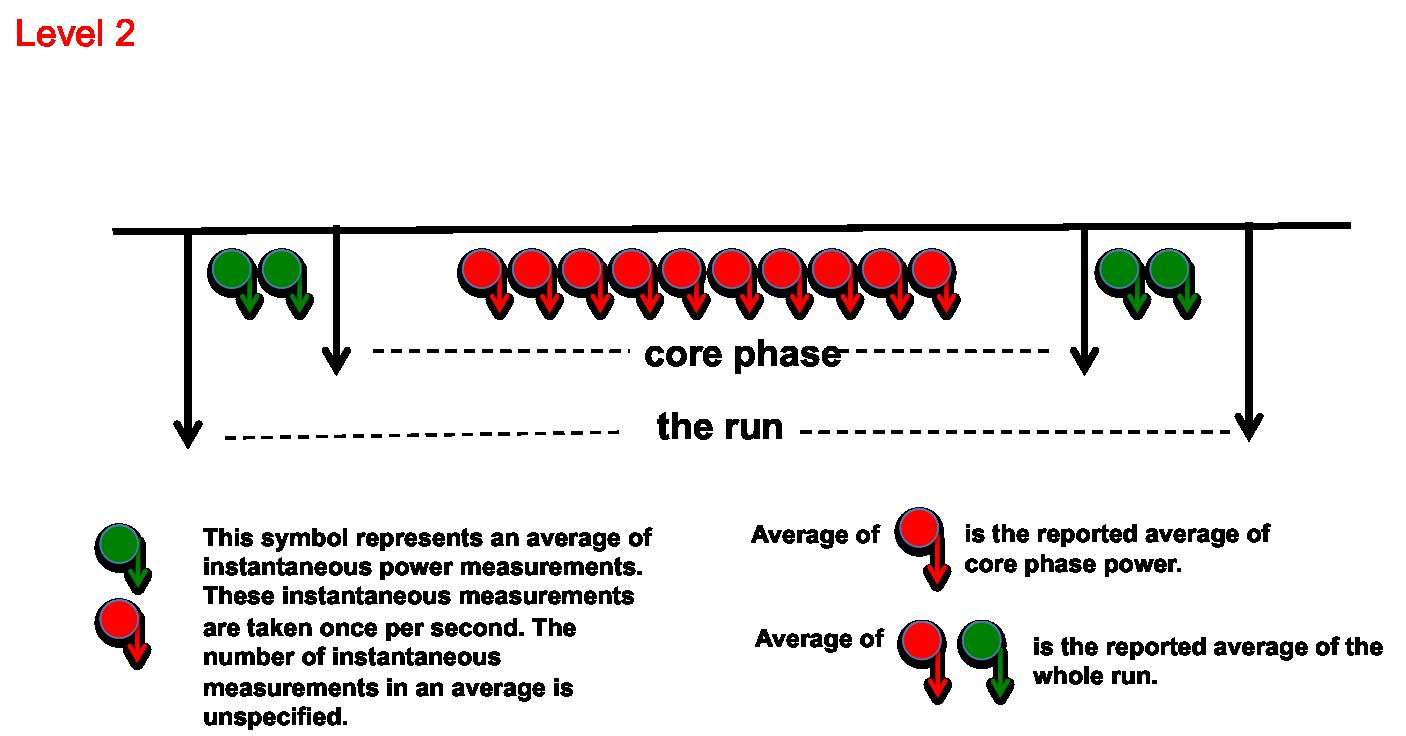 Level 2
core phase
the run
This symbol represents an average of
instantaneous power measurements.
These instantaneous measurements
are taken once per second. The
number of instantaneous
measurements in an average is
unspecified.
Average of
is the reported average of
core phase power.
Average of
is the reported average of the
whole run.